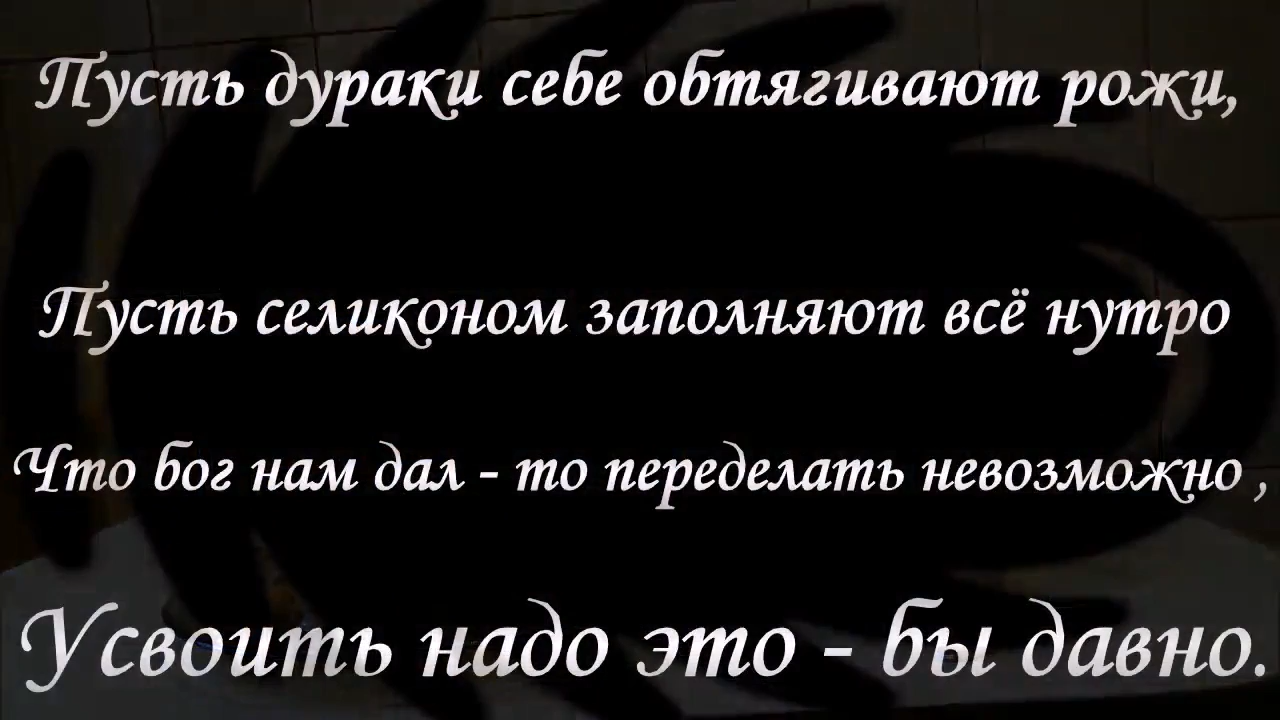 Пусть дураки себе обтягивают рожи,
Пусть селиконом заполняют всё нутро
Что бог нам дал - то переделать невозможно ,
Усвоить надо это - бы давно.